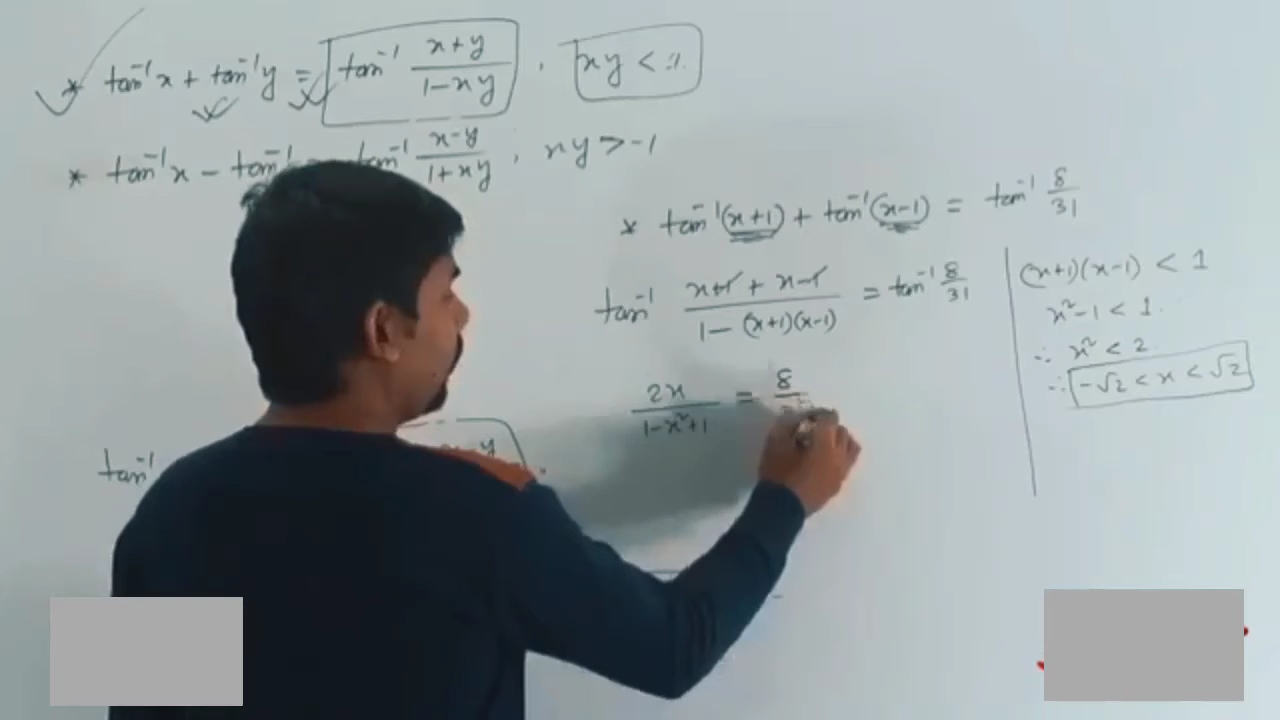 * tan⁻¹x + tan⁻¹y = tan⁻¹ (x+y)/(1-xy) , xy < 1.
* tan⁻¹x - tan⁻¹ = tan⁻¹ (x-y)/(1+xy) , xy > -1
* tan⁻¹(x+1) + tan⁻¹(x-1) = tan⁻¹ 8/31
tan⁻¹ (x+1 + x-1)/(1-(x+1)(x-1)) = tan⁻¹ 8/31
2x/(1-x²+1) = 8
(x+1)(x-1) < 1
x²-1 < 1.
∴ x² < 2
∴ -√2 < x < √2
tan⁻¹
y